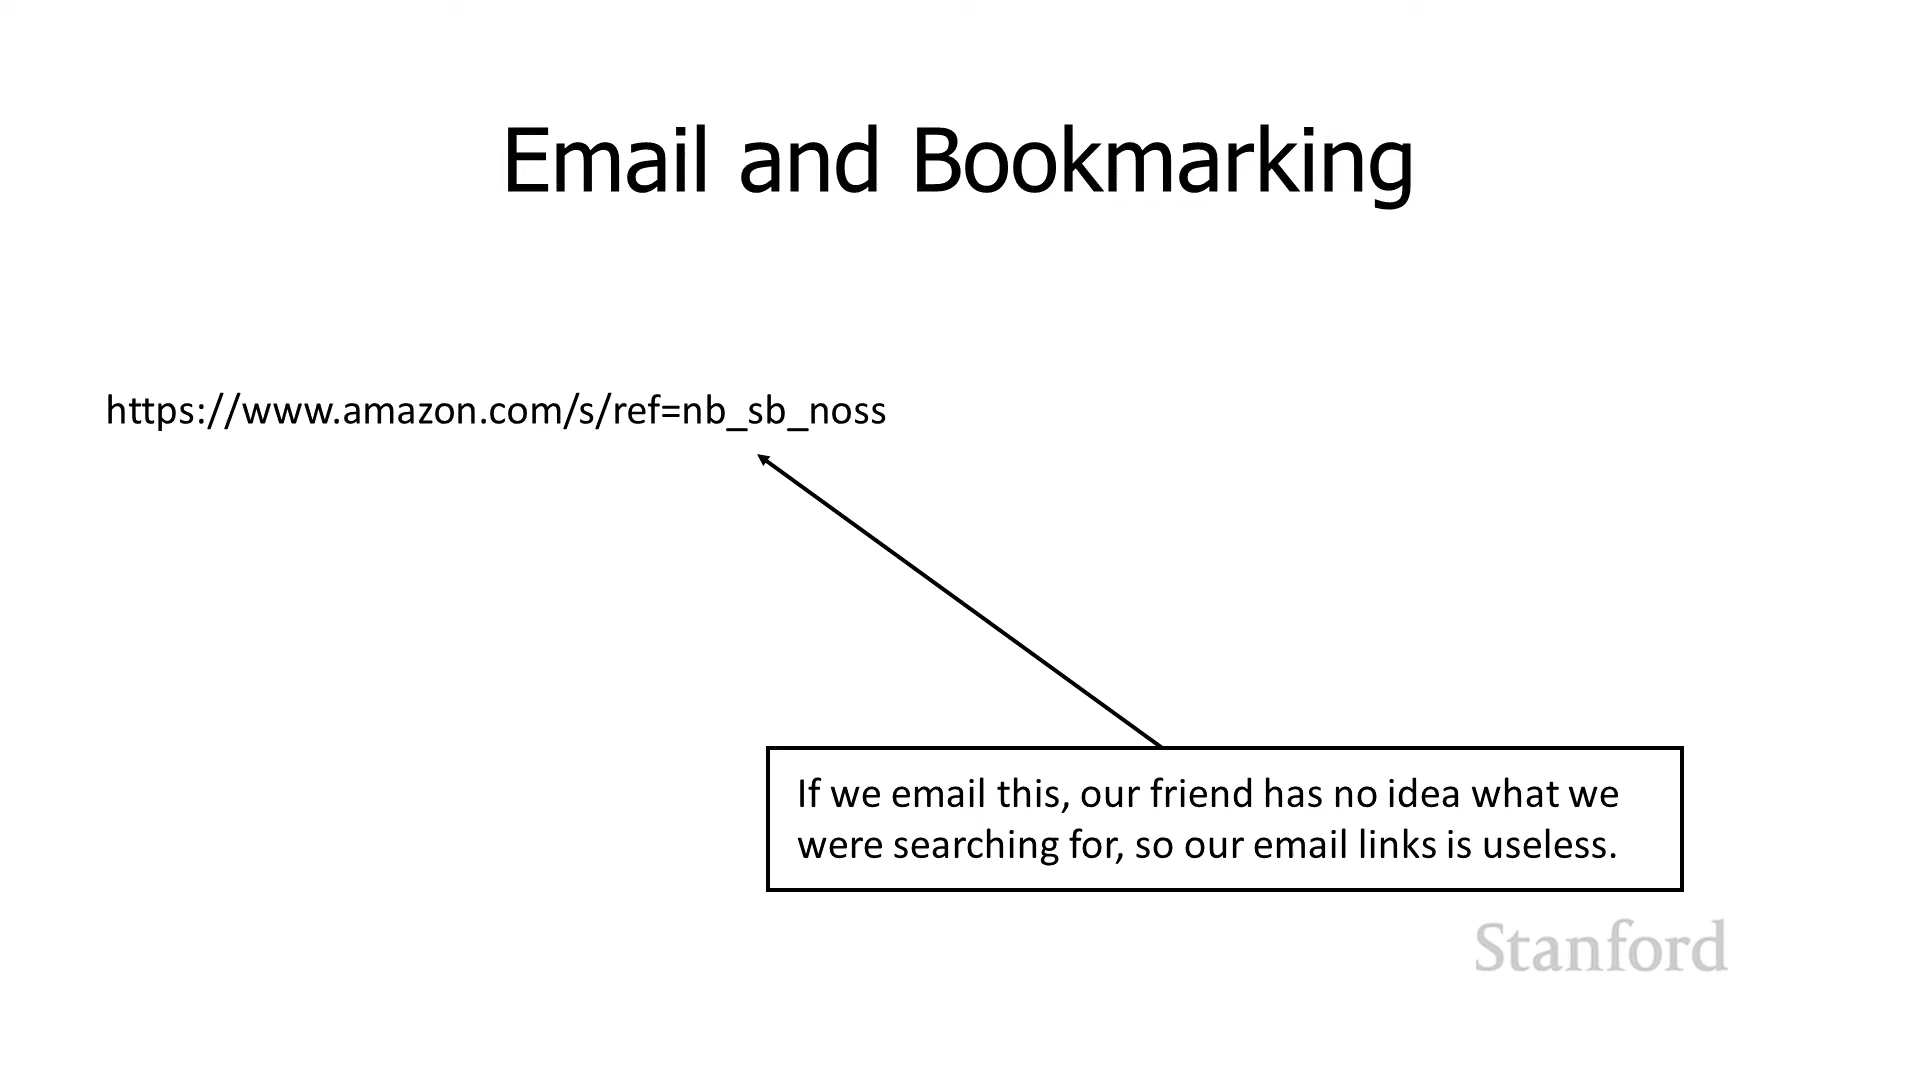 Email and Bookmarking
https://www.amazon.com/s/ref=nb_sb_noss
If we email this, our friend has no idea what we
were searching for, so our email links is useless.
Stanford